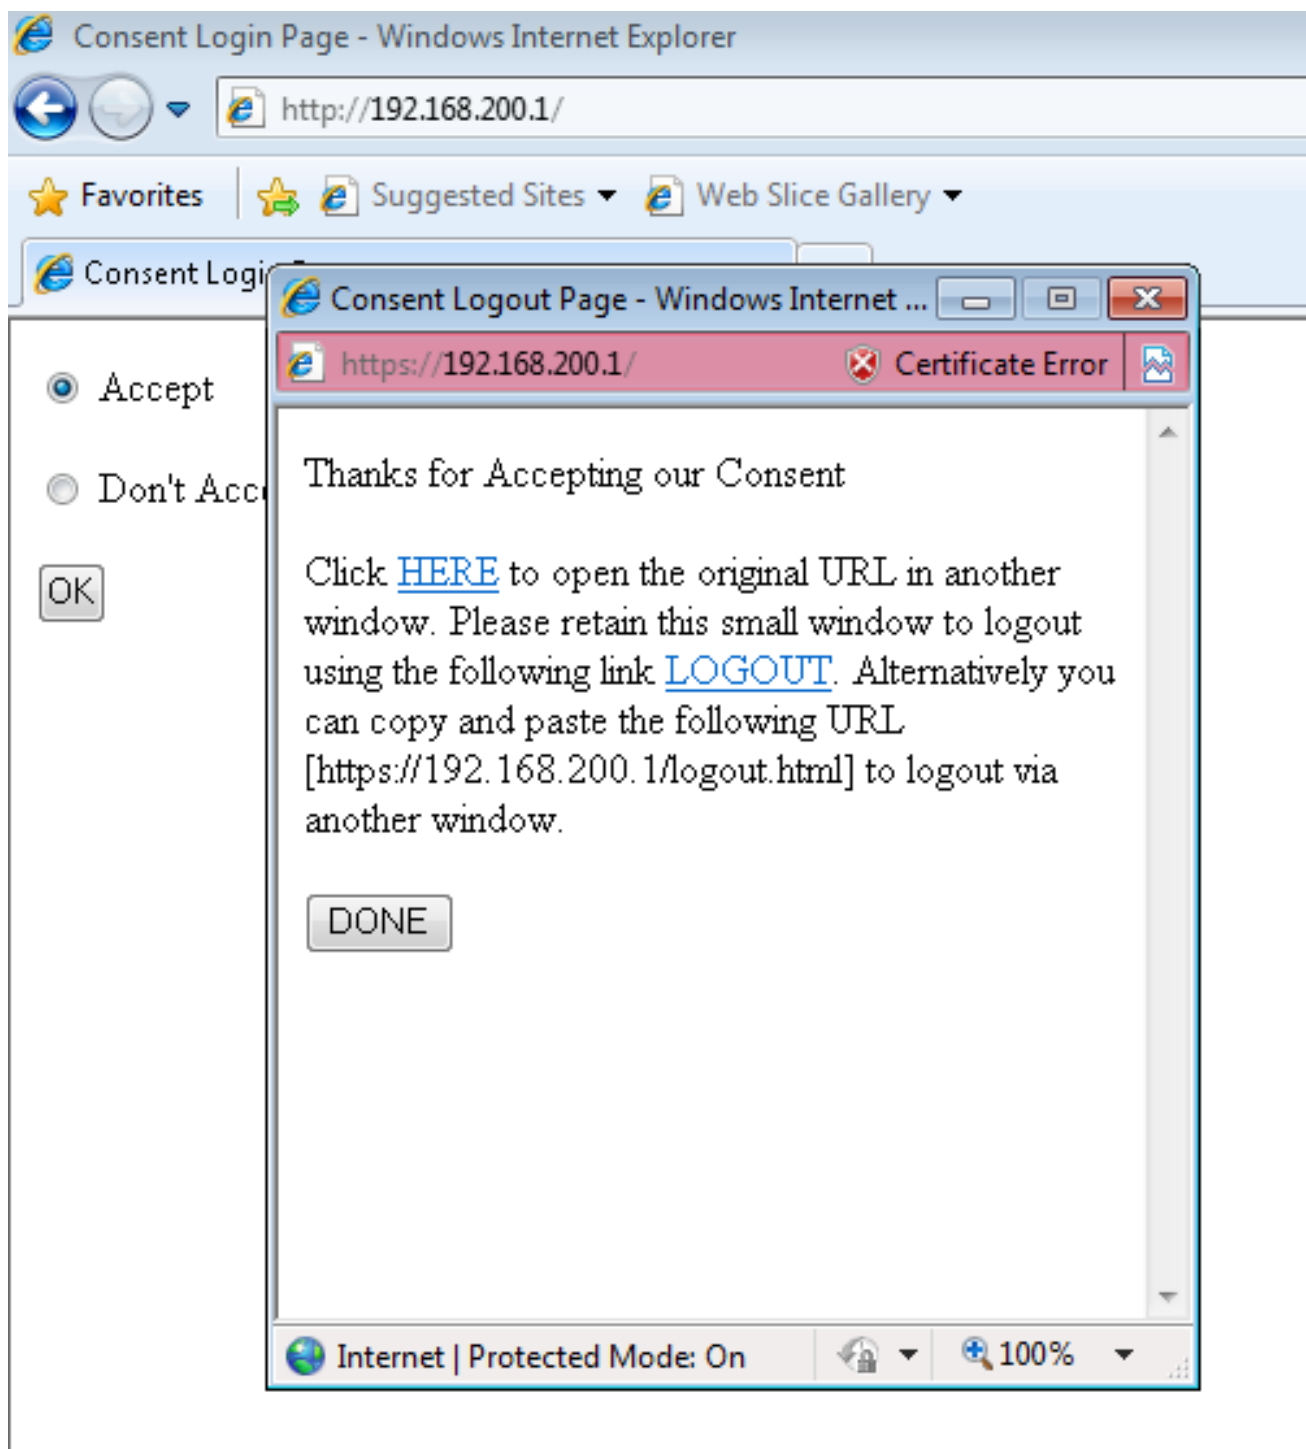 Consent Login Page - Windows Internet Explorer
http://192.168.200.1/
Favorites Suggested Sites Web Slice Gallery
Consent Logi
Accept
Don't Acc
OK
Consent Logout Page - Windows Internet ...
https://192.168.200.1/ Certificate Error
Thanks for Accepting our Consent
Click HERE to open the original URL in another
window. Please retain this small window to logout
using the following link LOGOUT. Alternatively you
can copy and paste the following URL
[https://192.168.200.1/logout.html] to logout via
another window.
DONE
Internet | Protected Mode: On 100%